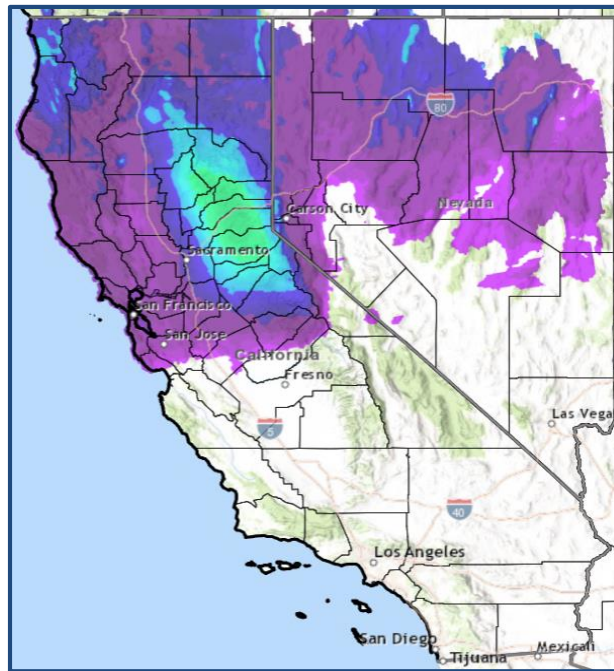 80
Carson City
Nevada
Sacramento
San Francisco
San Jose
California
Fresno
Las Vega
5
40
Los Angeles
San Diego
Tijuana
Mexicali